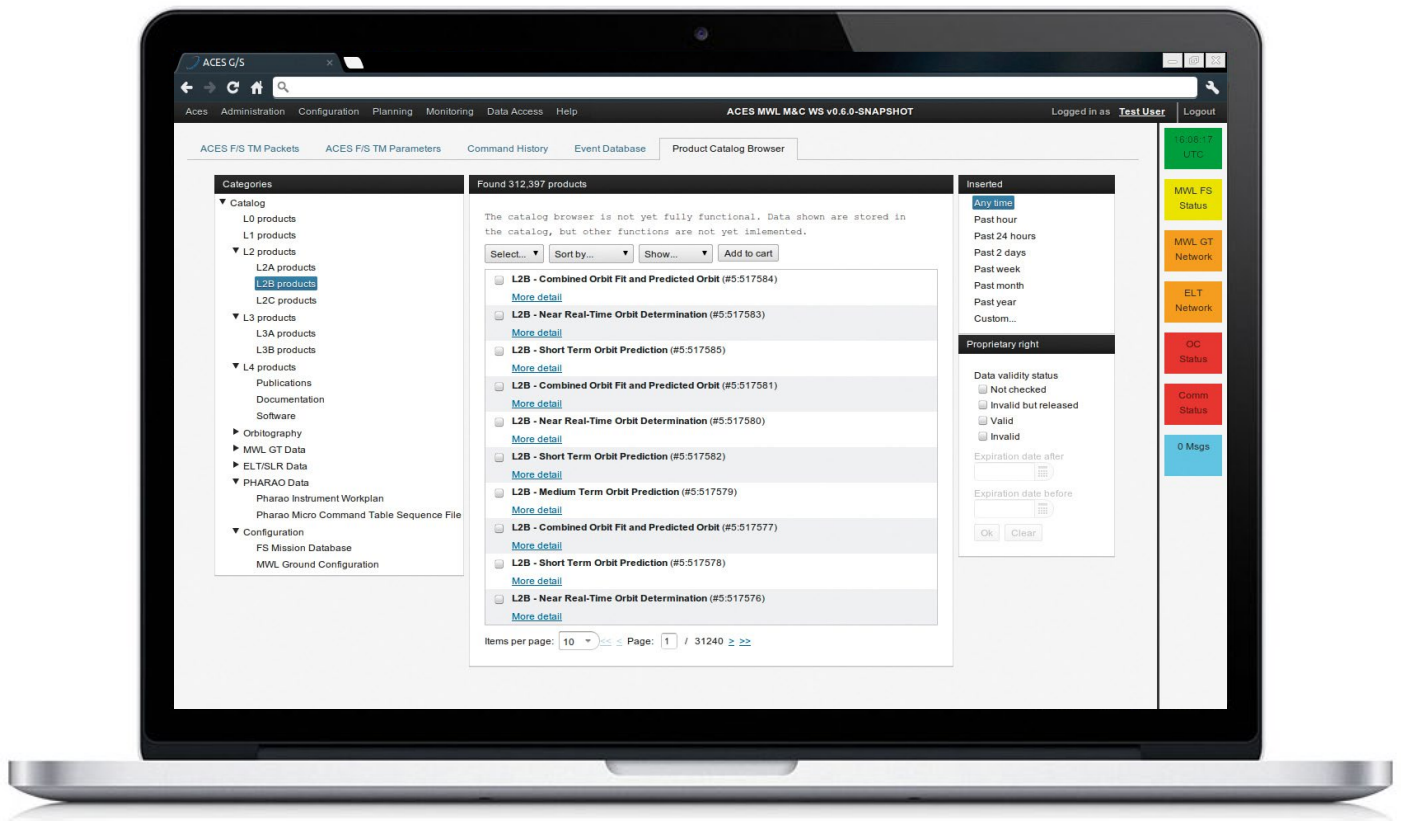 ACES G/S
Aces Administration Configuration Planning Monitoring Data Access Help ACES MWL M&C WS v0.6.0-SNAPSHOT Logged in as Test User Logout
ACES F/S TM Packets ACES F/S TM Parameters Command History Event Database Product Catalog Browser
Categories
Catalog
L0 products
L1 products
L2 products
L2A products
L2B products
L2C products
L3 products
L3A products
L3B products
L4 products
Publications
Documentation
Software
Orbitography
MWL GT Data
ELT/SLR Data
PHARAO Data
Pharao Instrument Workplan
Pharao Micro Command Table Sequence File
Configuration
FS Mission Database
MWL Ground Configuration
Found 312,397 products
The catalog browser is not yet fully functional. Data shown are stored in
the catalog, but other functions are not yet imlemented.
Select... Sort by... Show... Add to cart
L2B - Combined Orbit Fit and Predicted Orbit (#5:517584)
More detail
L2B - Near Real-Time Orbit Determination (#5:517583)
More detail
L2B - Short Term Orbit Prediction (#5:517585)
More detail
L2B - Combined Orbit Fit and Predicted Orbit (#5:517581)
More detail
L2B - Near Real-Time Orbit Determination (#5:517580)
More detail
L2B - Short Term Orbit Prediction (#5:517582)
More detail
L2B - Medium Term Orbit Prediction (#5:517579)
More detail
L2B - Combined Orbit Fit and Predicted Orbit (#5:517577)
More detail
L2B - Short Term Orbit Prediction (#5:517578)
More detail
L2B - Near Real-Time Orbit Determination (#5:517576)
More detail
Items per page: 10 << < Page: 1 / 31240 > >>
Inserted
Any time
Past hour
Past 24 hours
Past 2 days
Past week
Past month
Past year
Custom...
Proprietary right
Data validity status
Not checked
Invalid but released
Valid
Invalid
Expiration date after
Expiration date before
Ok Clear
16:08:17
UTC
MWL FS
Status
MWL GT
Network
ELT
Network
OC
Status
Comm
Status
0 Msgs